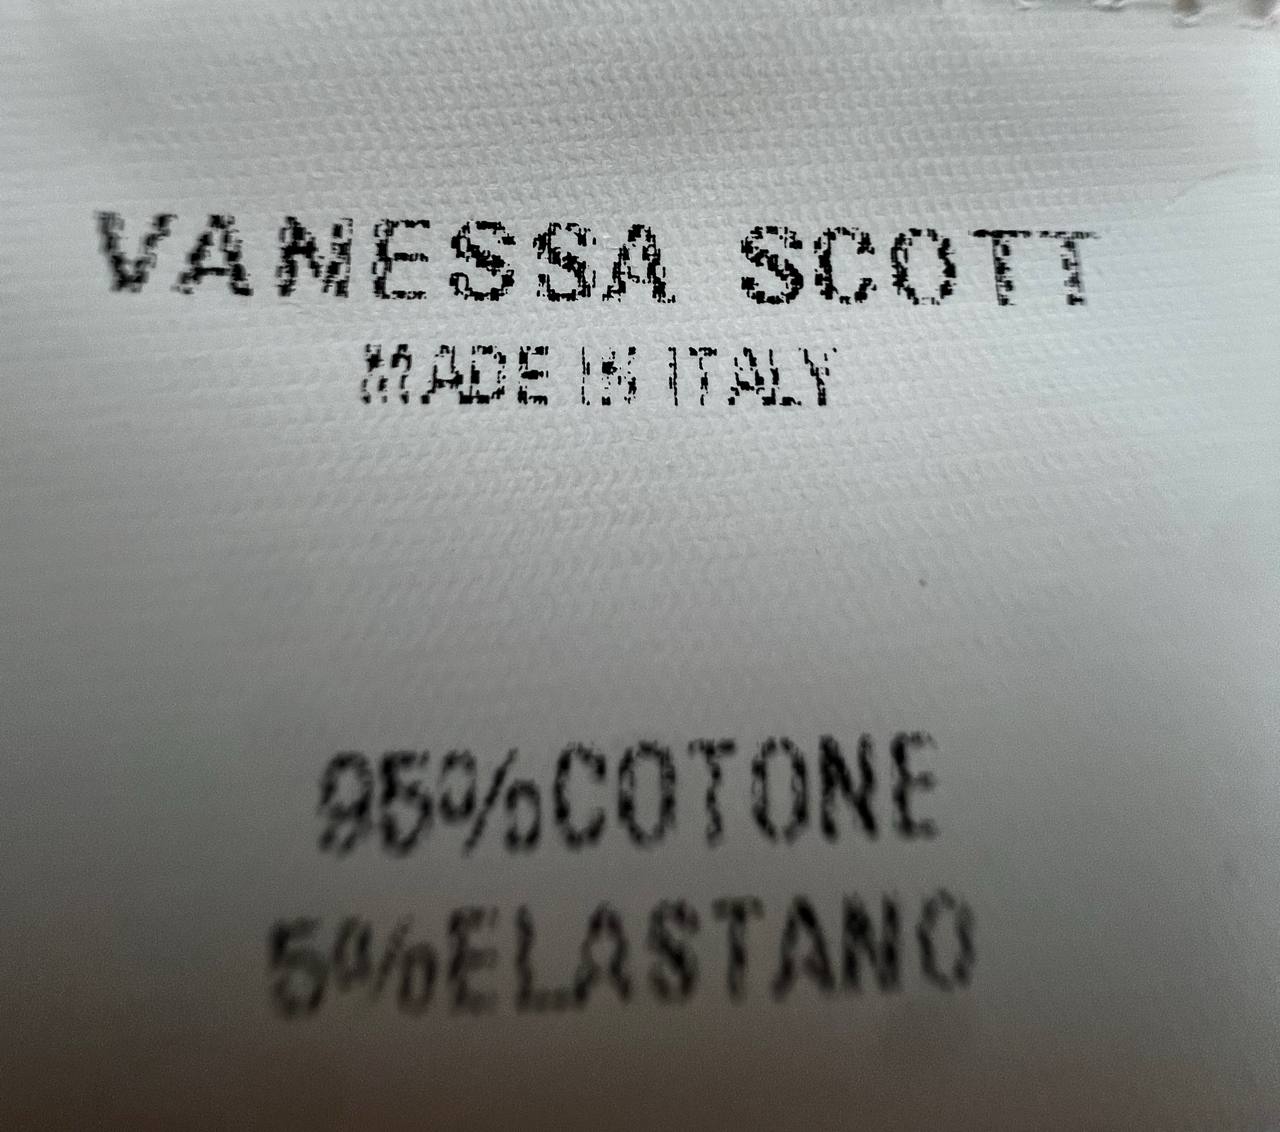 VANESSA SCOTT
MADE IN ITALY
95%COTONE
5%ELASTANO